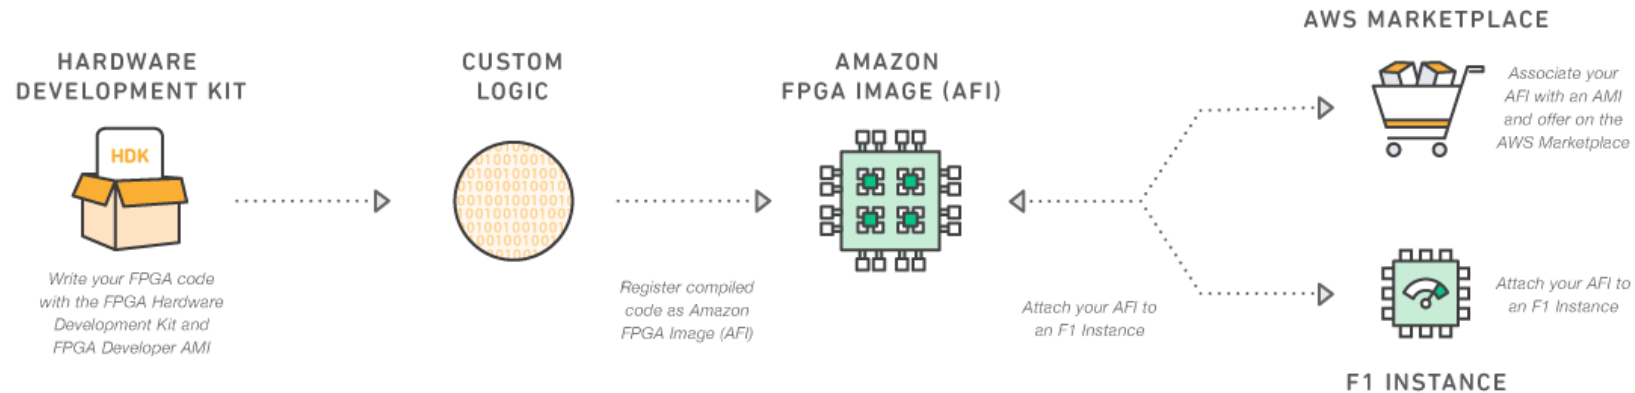 HARDWARE
DEVELOPMENT KIT
HDK
Write your FPGA code
with the FPGA Hardware
Development Kit and
FPGA Developer AMI
CUSTOM
LOGIC
Register compiled
code as Amazon
FPGA Image (AFI)
AMAZON
FPGA IMAGE (AFI)
Attach your AFI to
an F1 Instance
AWS MARKETPLACE
Associate your
AFI with an AMI
and offer on the
AWS Marketplace
Attach your AFI to
an F1 Instance
F1 INSTANCE